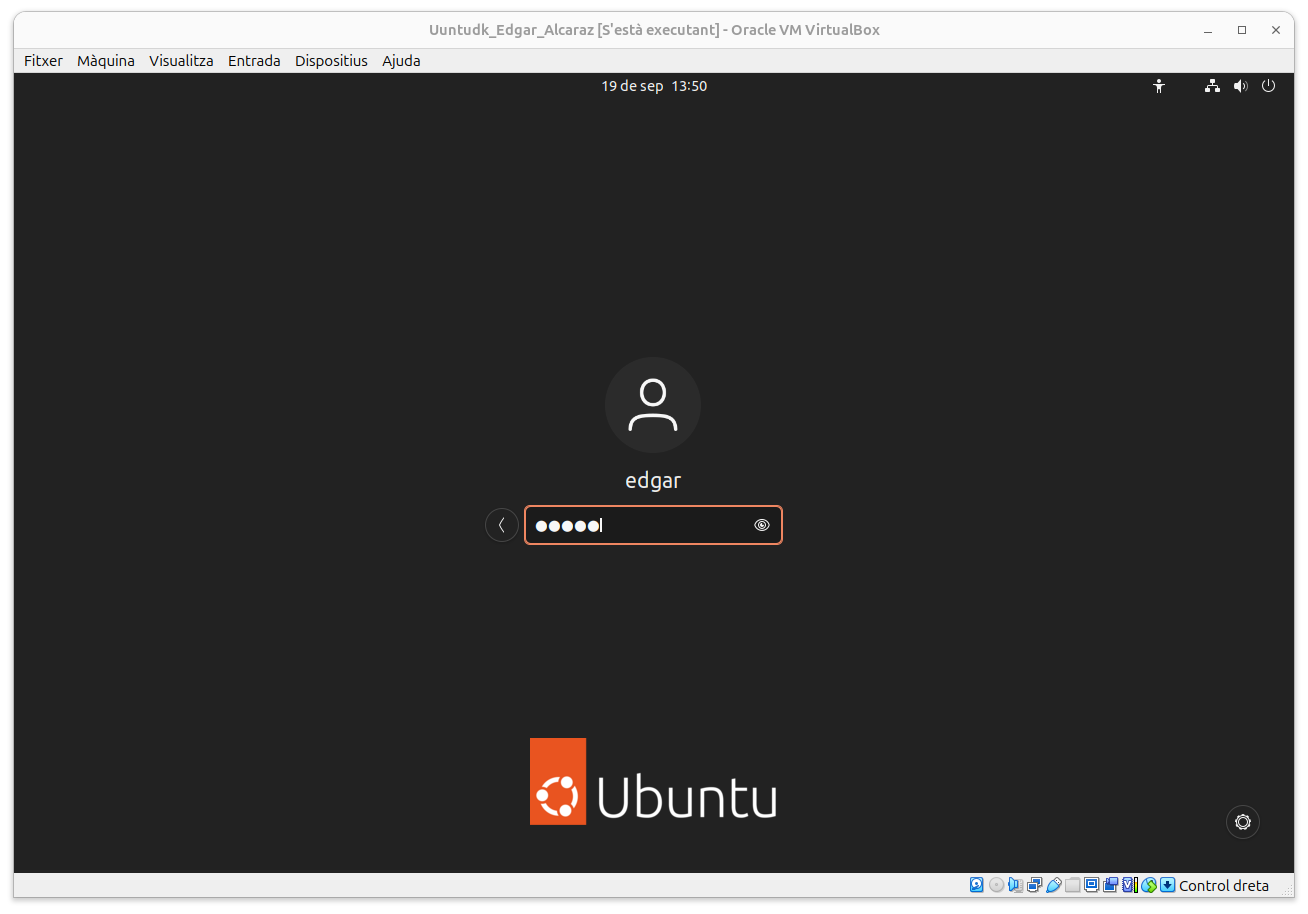 Uuntudk_Edgar_Alcaraz [S'està executant] - Oracle VM VirtualBox
Fitxer Màquina Visualitza Entrada Dispositius Ajuda
19 de sep 13:50
edgar
Ubuntu
Control dreta